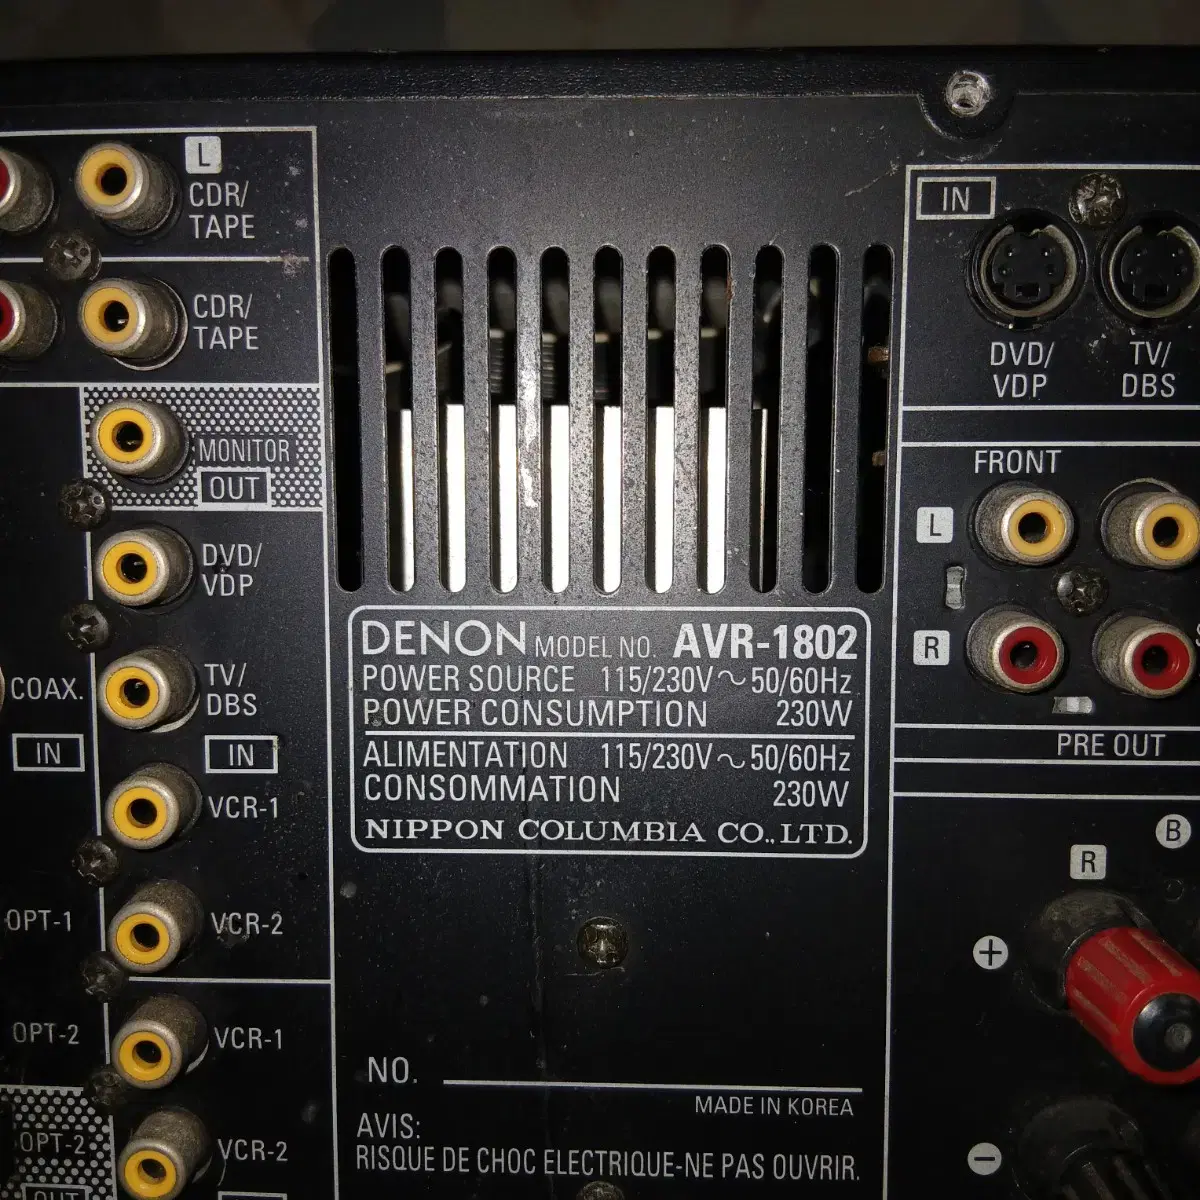 L
CDR/
TAPE
CDR/
TAPE
MONITOR
OUT
DVD/
VDP
COAX.
TV/
DBS
IN
IN
VCR-1
OPT-1
VCR-2
OPT-2
VCR-1
OPT-2
VCR-2
OUT
DENON MODEL NO. AVR-1802
POWER SOURCE 115/230V～50/60Hz
POWER CONSUMPTION 230W
ALIMENTATION 115/230V～50/60Hz
CONSOMMATION 230W
NIPPON COLUMBIA CO., LTD.
NO.
MADE IN KOREA
AVIS:
RISQUE DE CHOC ELECTRIQUE-NE PAS OUVRIR.
IN
DVD/
VDP
TV/
DBS
FRONT
L
R
PRE OUT
B
R
+
−